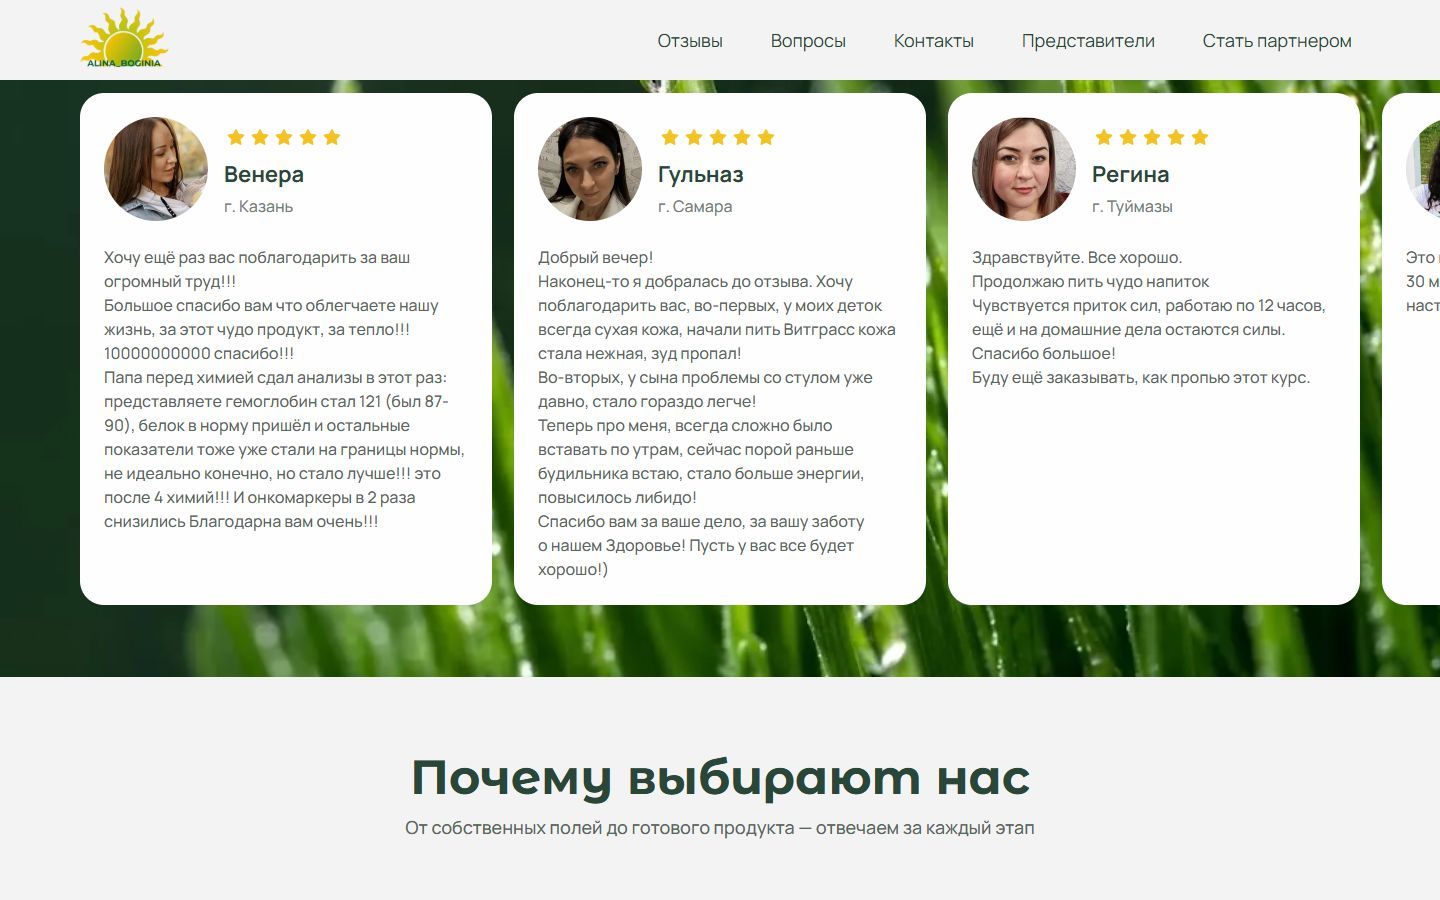 ALINA_BOGINIA
Отзывы
Вопросы
Контакты
Представители
Стать партнером
Венера
г. Казань
Хочу ещё раз вас поблагодарить за ваш
огромный труд!!!
Большое спасибо вам что облегчаете нашу
жизнь, за этот чудо продукт, за тепло!!!
10000000000 спасибо!!!
Папа перед химией сдал анализы в этот раз:
представляете гемоглобин стал 121 (был 87-
90), белок в норму пришёл и остальные
показатели тоже уже стали на границы нормы,
не идеально конечно, но стало лучше!!! это
после 4 химий!!! И онкомаркеры в 2 раза
снизились Благодарна вам очень!!!
Гульназ
г. Самара
Добрый вечер!
Наконец-то я добралась до отзыва. Хочу
поблагодарить вас, во-первых, у моих деток
всегда сухая кожа, начали пить Витграсс кожа
стала нежная, зуд пропал!
Во-вторых, у сына проблемы со стулом уже
давно, стало гораздо легче!
Теперь про меня, всегда сложно было
вставать по утрам, сейчас порой раньше
будильника встаю, стало больше энергии,
повысилось либидо!
Спасибо вам за ваше дело, за вашу заботу
о нашем Здоровье! Пусть у вас все будет
хорошо!)
Регина
г. Туймазы
Здравствуйте. Все хорошо.
Продолжаю пить чудо напиток
Чувствуется приток сил, работаю по 12 часов,
ещё и на домашние дела остаются силы.
Спасибо большое!
Буду ещё заказывать, как пропью этот курс.
Это
30
Почему выбирают нас
От собственных полей до готового продукта — отвечаем за каждый этап